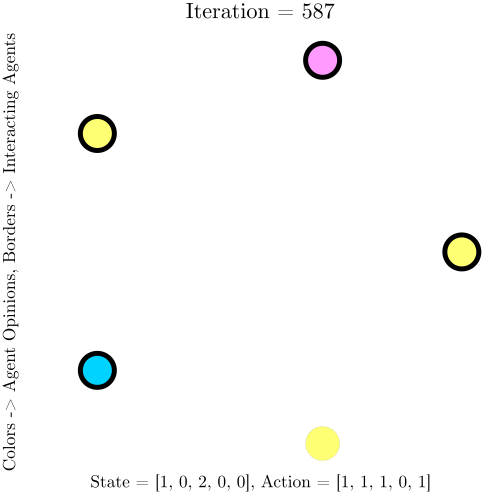 Iteration = 587
Colors -> Agent Opinions, Borders -> Interacting Agents
State = [1, 0, 2, 0, 0], Action = [1, 1, 1, 0, 1]